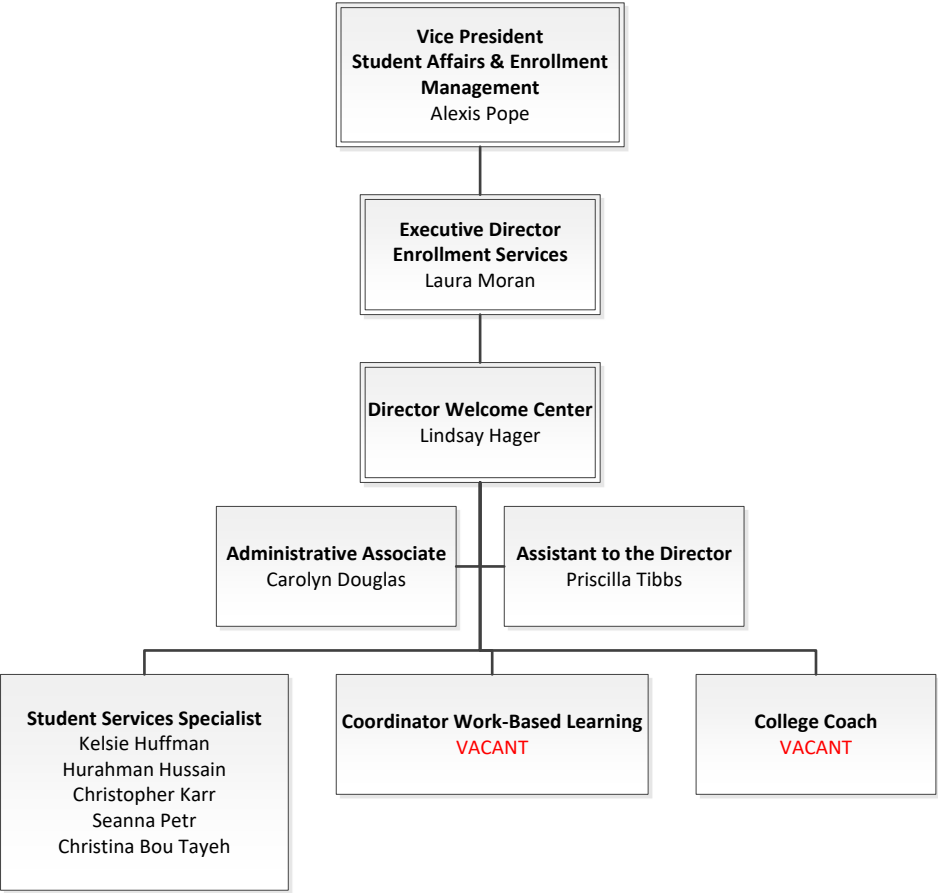 Vice President
Student Affairs & Enrollment
Management
Alexis Pope
Executive Director
Enrollment Services
Laura Moran
Director Welcome Center
Lindsay Hager
Administrative Associate
Carolyn Douglas
Assistant to the Director
Priscilla Tibbs
Student Services Specialist
Kelsie Huffman
Hurahman Hussain
Christopher Karr
Seanna Petr
Christina Bou Tayeh
Coordinator Work-Based Learning
VACANT
College Coach
VACANT